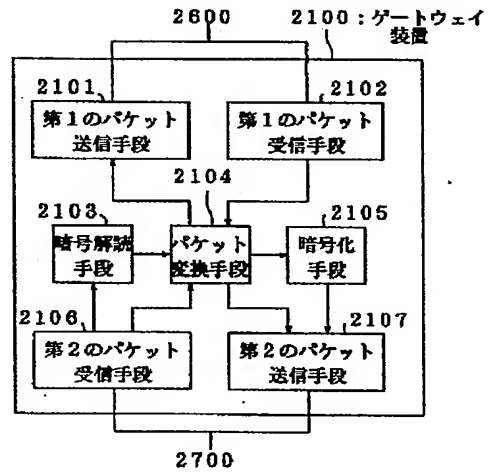 2600
2100:ゲートウェイ
装置
2101
2102
第1のパケット
送信手段
第1のパケット
受信手段
2104
2103
2105
暗号解読
手段
パケット
変換手段
暗号化
手段
2106
2107
第2のパケット
受信手段
第2のパケット
送信手段
2700